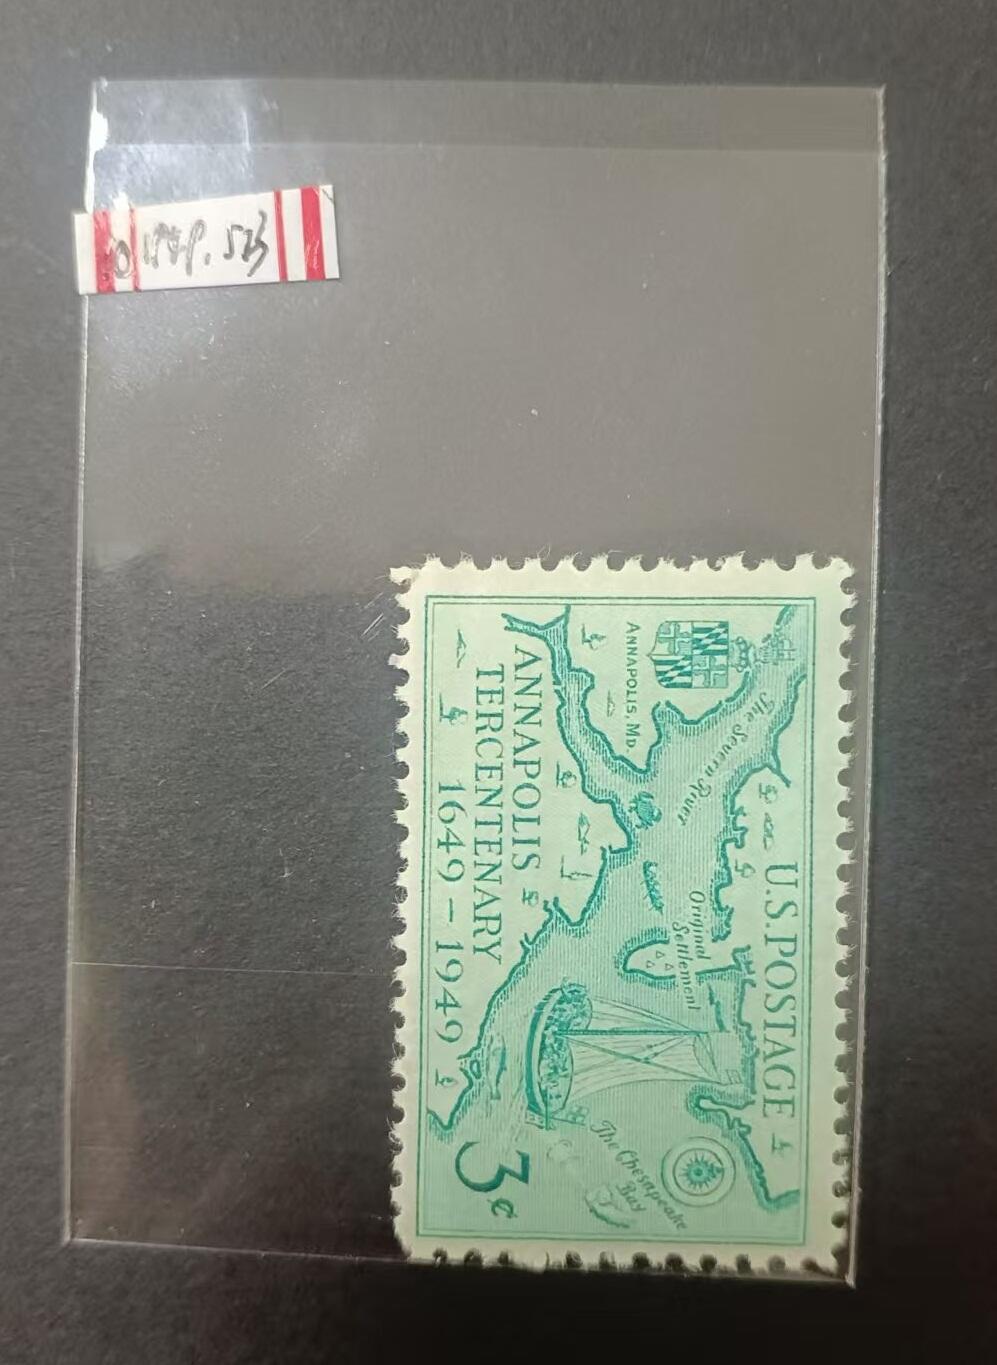 U.S. POSTAGE
ANNAPOLIS, MD.
The Severn River
Original
Settlement
The Chesapeake
Bay
ANNAPOLIS
TERCENTENARY
1649-1949
3¢